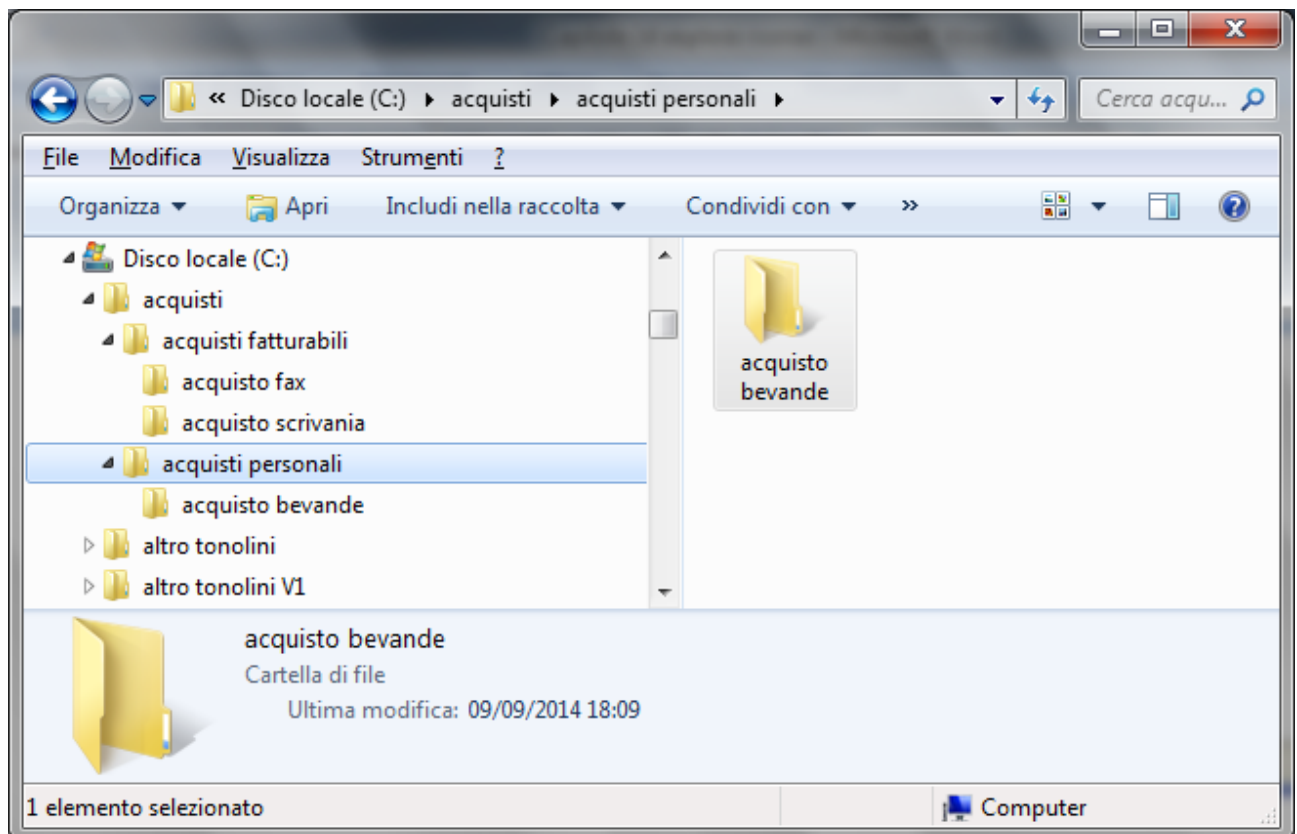 « Disco locale (C:) ▸ acquisti ▸ acquisti personali ▸ Cerca acqu...
File Modifica Visualizza Strumenti ?
Organizza Apri Includi nella raccolta Condividi con »
Disco locale (C:)
acquisti
acquisti fatturabili
acquisto fax
acquisto scrivania
acquisti personali
acquisto bevande
altro tonolini
altro tonolini V1
acquisto
bevande
acquisto bevande
Cartella di file
Ultima modifica: 09/09/2014 18:09
1 elemento selezionato Computer